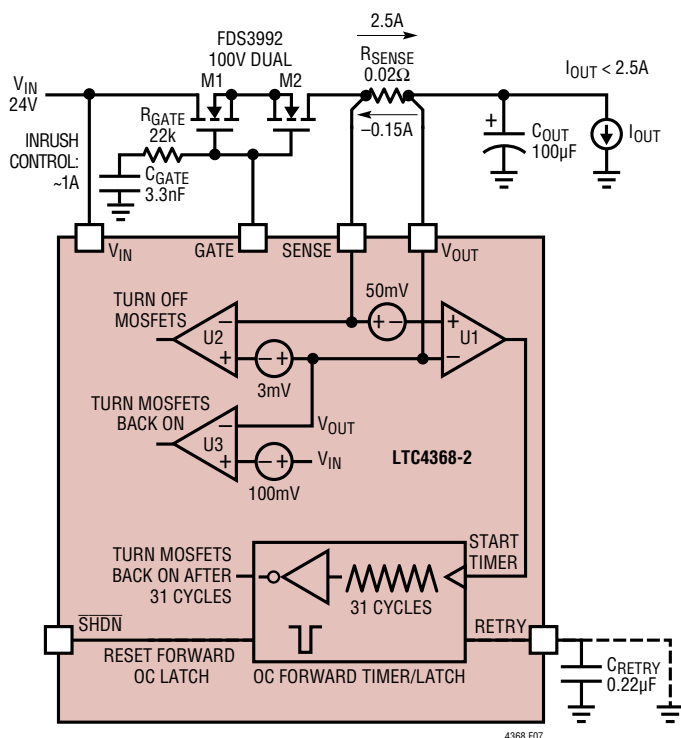 2.5A
FDS3992
100V DUAL
M1
M2
RSENSE
0.02Ω
IOUT < 2.5A
VIN
24V
–0.15A
RGATE
22k
INRUSH
CONTROL:
~1A
CGATE
3.3nF
+
COUT
100µF
IOUT
VIN
GATE
SENSE
VOUT
TURN OFF
MOSFETS
–
U2
+
50mV
+ –
+
U1
–
– +
3mV
TURN MOSFETS
BACK ON
–
U3
+
VOUT
– +
VIN
100mV
LTC4368-2
START
TIMER
TURN MOSFETS
BACK ON AFTER
31 CYCLES
31 CYCLES
SHDN
RETRY
RESET FORWARD
OC LATCH
OC FORWARD TIMER/LATCH
CRETRY
0.22µF
4368 F07